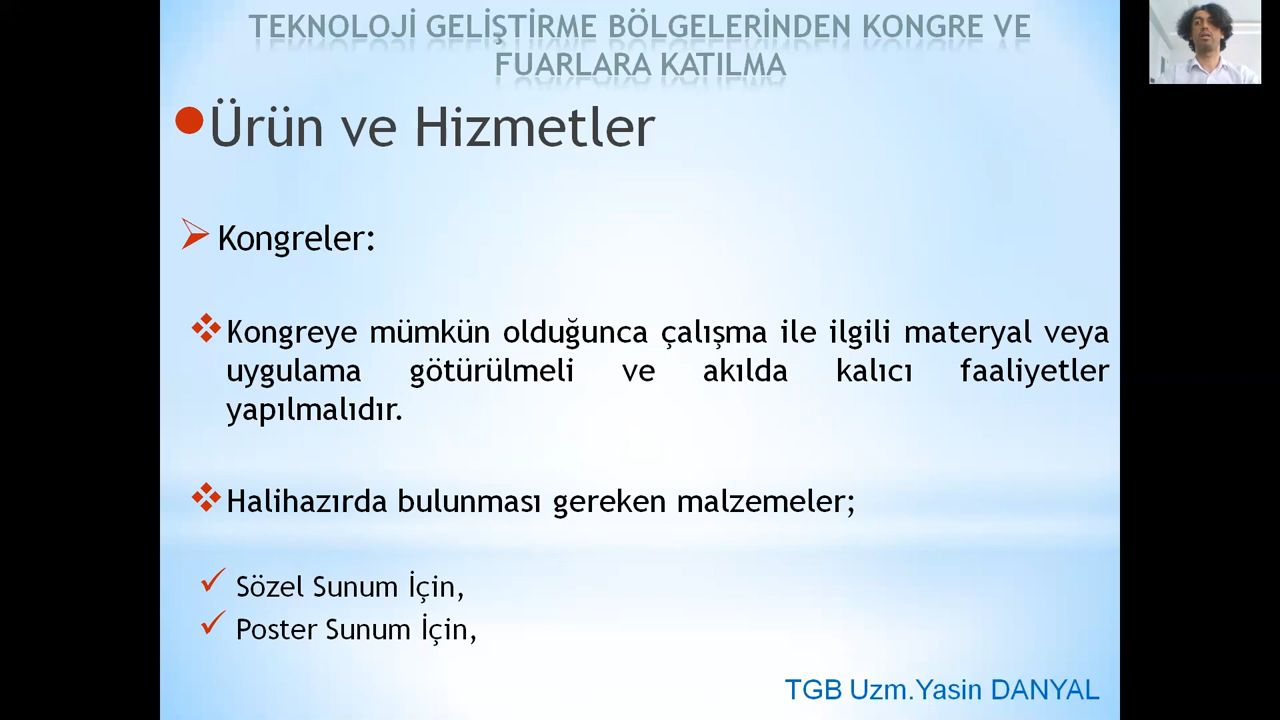 TEKNOLOJİ GELİŞTİRME BÖLGELERİNDEN KONGRE VE
FUARLARA KATILMA
Ürün ve Hizmetler
Kongreler:
Kongreye mümkün olduğunca çalışma ile ilgili materyal veya
uygulama götürülmeli ve akılda kalıcı faaliyetler
yapılmalıdır.
Halihazırda bulunması gereken malzemeler;
Sözel Sunum İçin,
Poster Sunum İçin,
TGB Uzm.Yasin DANYAL